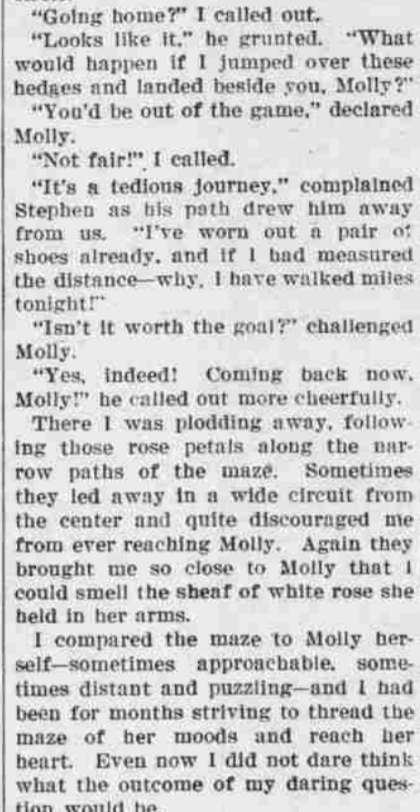 "Going home?" I called out.
"Looks like it," he grunted. "What
would happen if I jumped over these
hedges and landed beside you, Molly?"
"You'd be out of the game," declared
Molly.
"Not fair!" I called.
"It's a tedious journey," complained
Stephen as his path drew him away
from us. "I've worn out a pair of
shoes already, and if I had measured
the distance—why, I have walked miles
tonight!"
"Isn't it worth the goal?" challenged
Molly.
"Yes, indeed! Coming back now,
Molly!" he called out more cheerfully.
There I was plodding away, follow-
ing those rose petals along the nar-
row paths of the maze. Sometimes
they led away in a wide circuit from
the center and quite discouraged me
from ever reaching Molly. Again they
brought me so close to Molly that I
could smell the sheaf of white rose she
held in her arms.
I compared the maze to Molly her-
self—sometimes approachable, some-
times distant and puzzling—and I had
been for months striving to thread the
maze of her moods and reach her
heart. Even now I did not dare think
what the outcome of my daring ques-
tion would be.